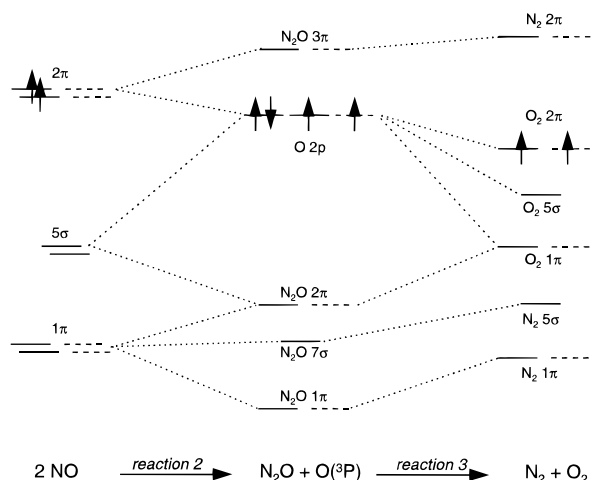 N₂O 3π
N₂ 2π
2π
O 2p
O₂ 2π
O₂ 5σ
5σ
O₂ 1π
N₂O 2π
N₂ 5σ
1π
N₂O 7σ
N₂ 1π
N₂O 1π
2 NO reaction 2 N₂O + O(³P) reaction 3 N₂ + O₂